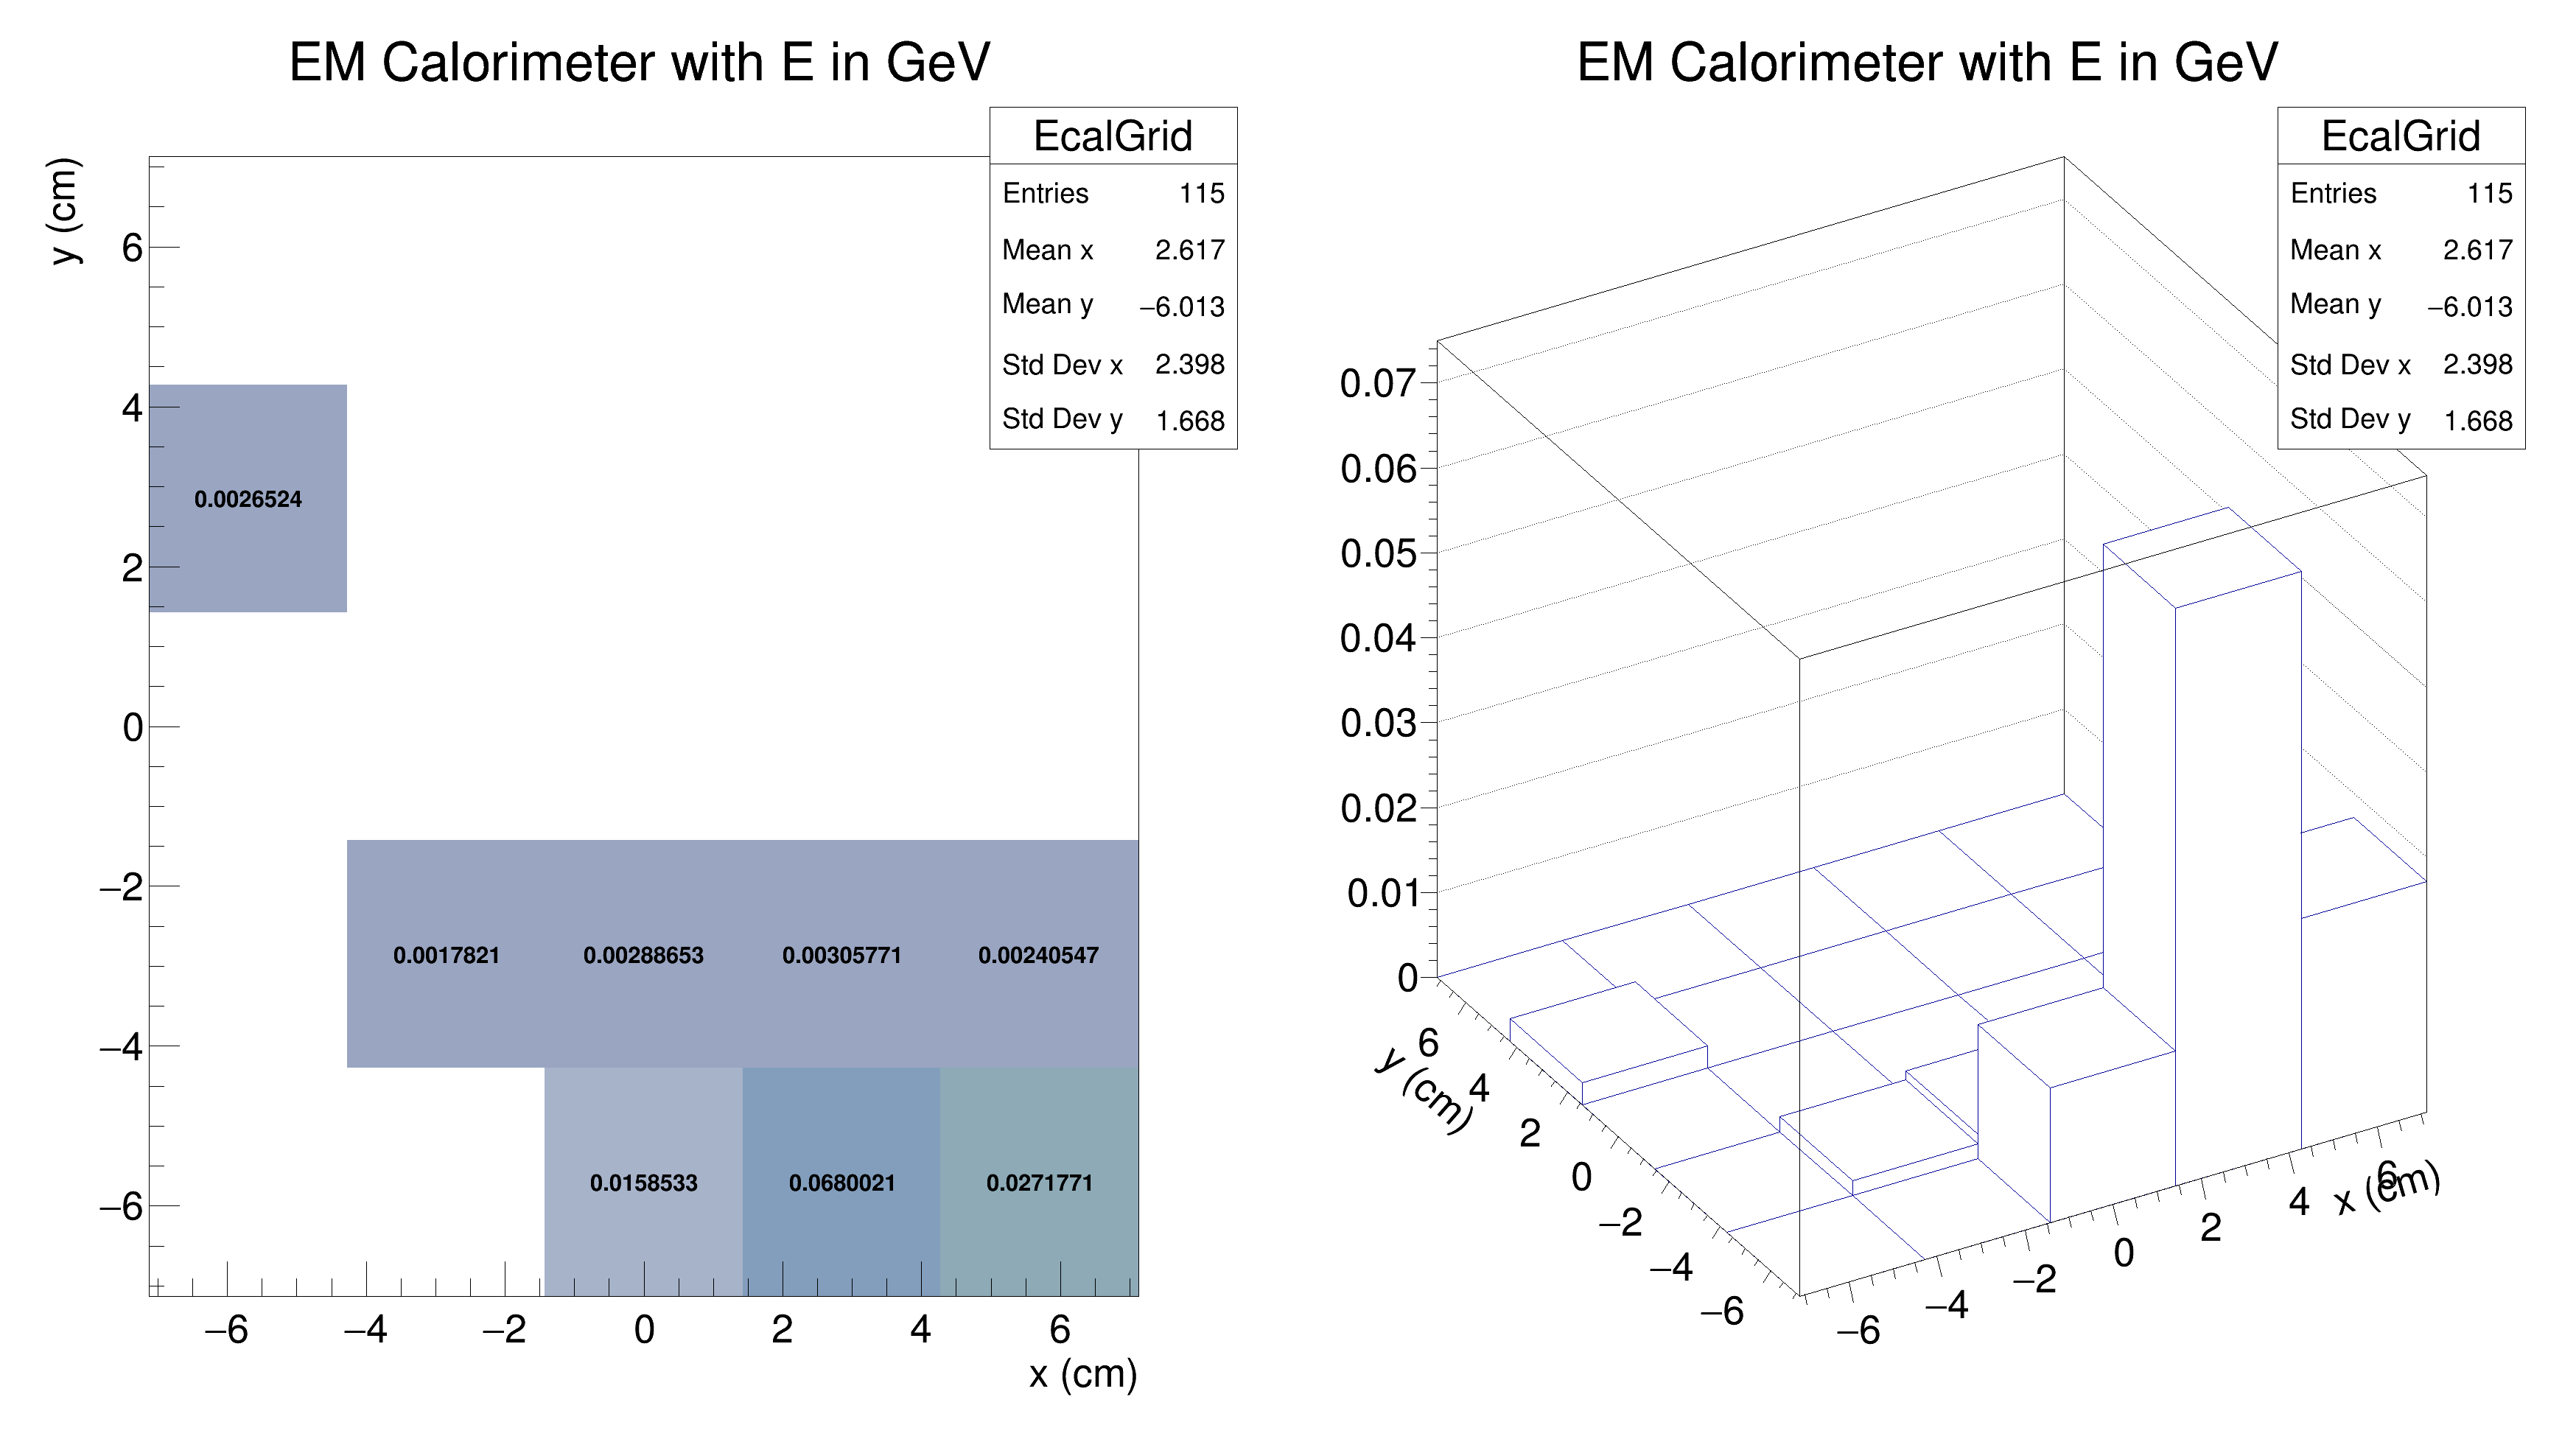 EM Calorimeter with E in GeV
EcalGrid
Entries 115
Mean x 2.617
Mean y −6.013
Std Dev x 2.398
Std Dev y 1.668
y (cm)
6
4
2
0
−2
−4
−6
0.0026524
0.0017821 0.00288653 0.00305771 0.00240547
0.0158533 0.0680021 0.0271771
−6 −4 −2 0 2 4 6
x (cm)
EM Calorimeter with E in GeV
EcalGrid
Entries 115
Mean x 2.617
Mean y −6.013
Std Dev x 2.398
Std Dev y 1.668
0.07
0.06
0.05
0.04
0.03
0.02
0.01
0
y (cm)
6
4
2
0
−2
−4
−6
−6 −4 −2 0 2 4 6
x (cm)